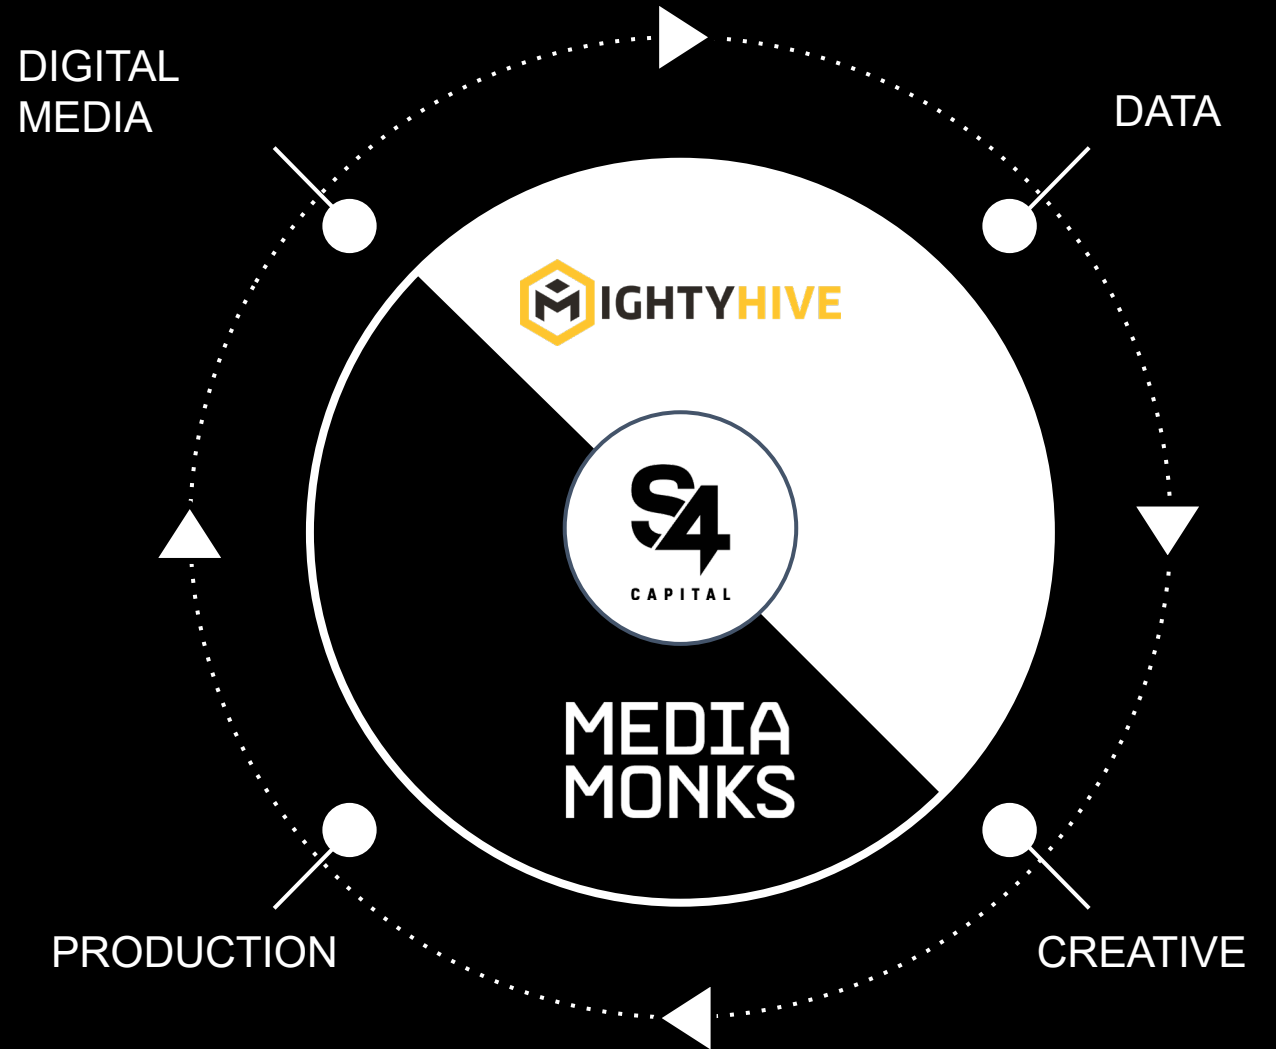 DIGITAL
MEDIA
DATA
MIGHTYHIVE
S4
CAPITAL
MEDIA
MONKS
PRODUCTION
CREATIVE